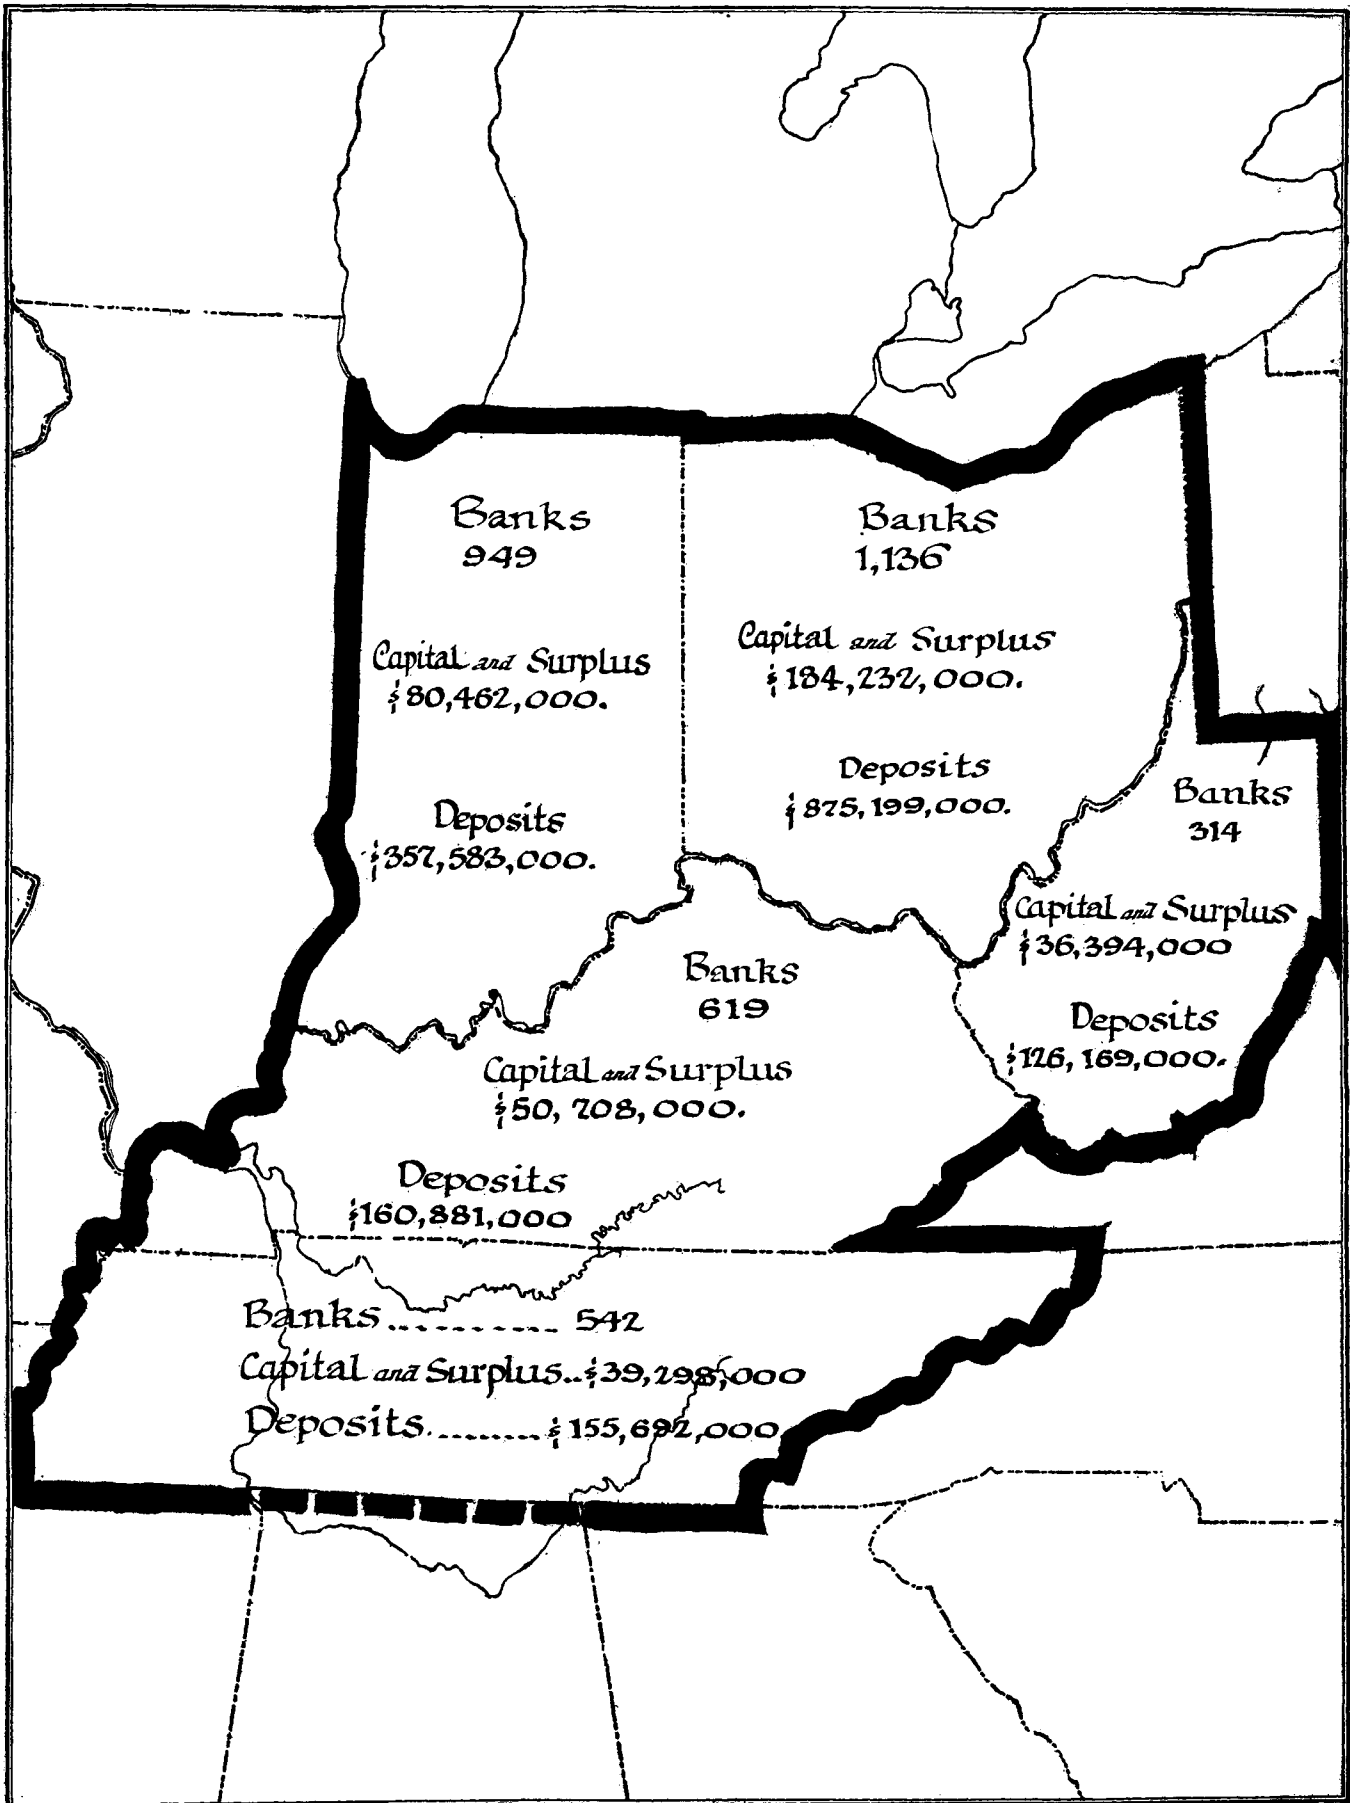 Banks
949
Capital and Surplus
$80,462,000.
Deposits
$357,583,000.
Banks
1,136
Capital and Surplus
$184,232,000.
Deposits
$875,199,000.
Banks
314
Capital and Surplus
$36,394,000
Deposits
$126,169,000.
Banks
619
Capital and Surplus
$50,708,000.
Deposits
$160,881,000
Banks.......... 542
Capital and Surplus..$39,298,000
Deposits.........$155,692,000